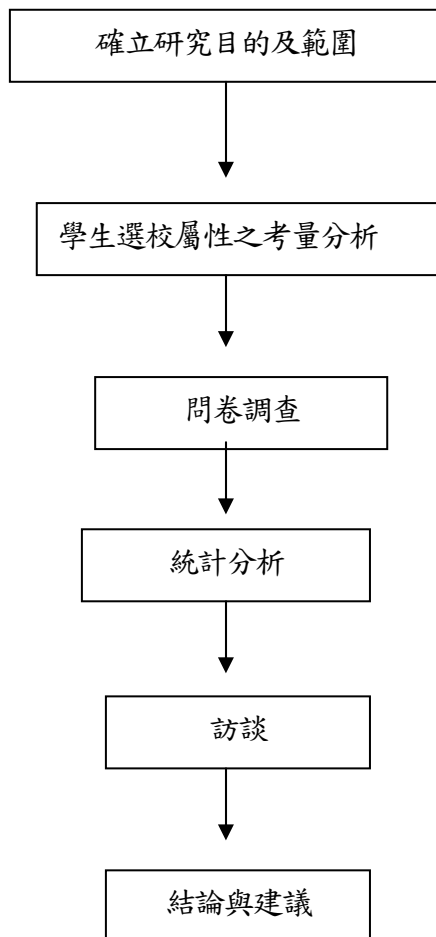 確立研究目的及範圍
學生選校屬性之考量分析
問卷調查
統計分析
訪談
結論與建議